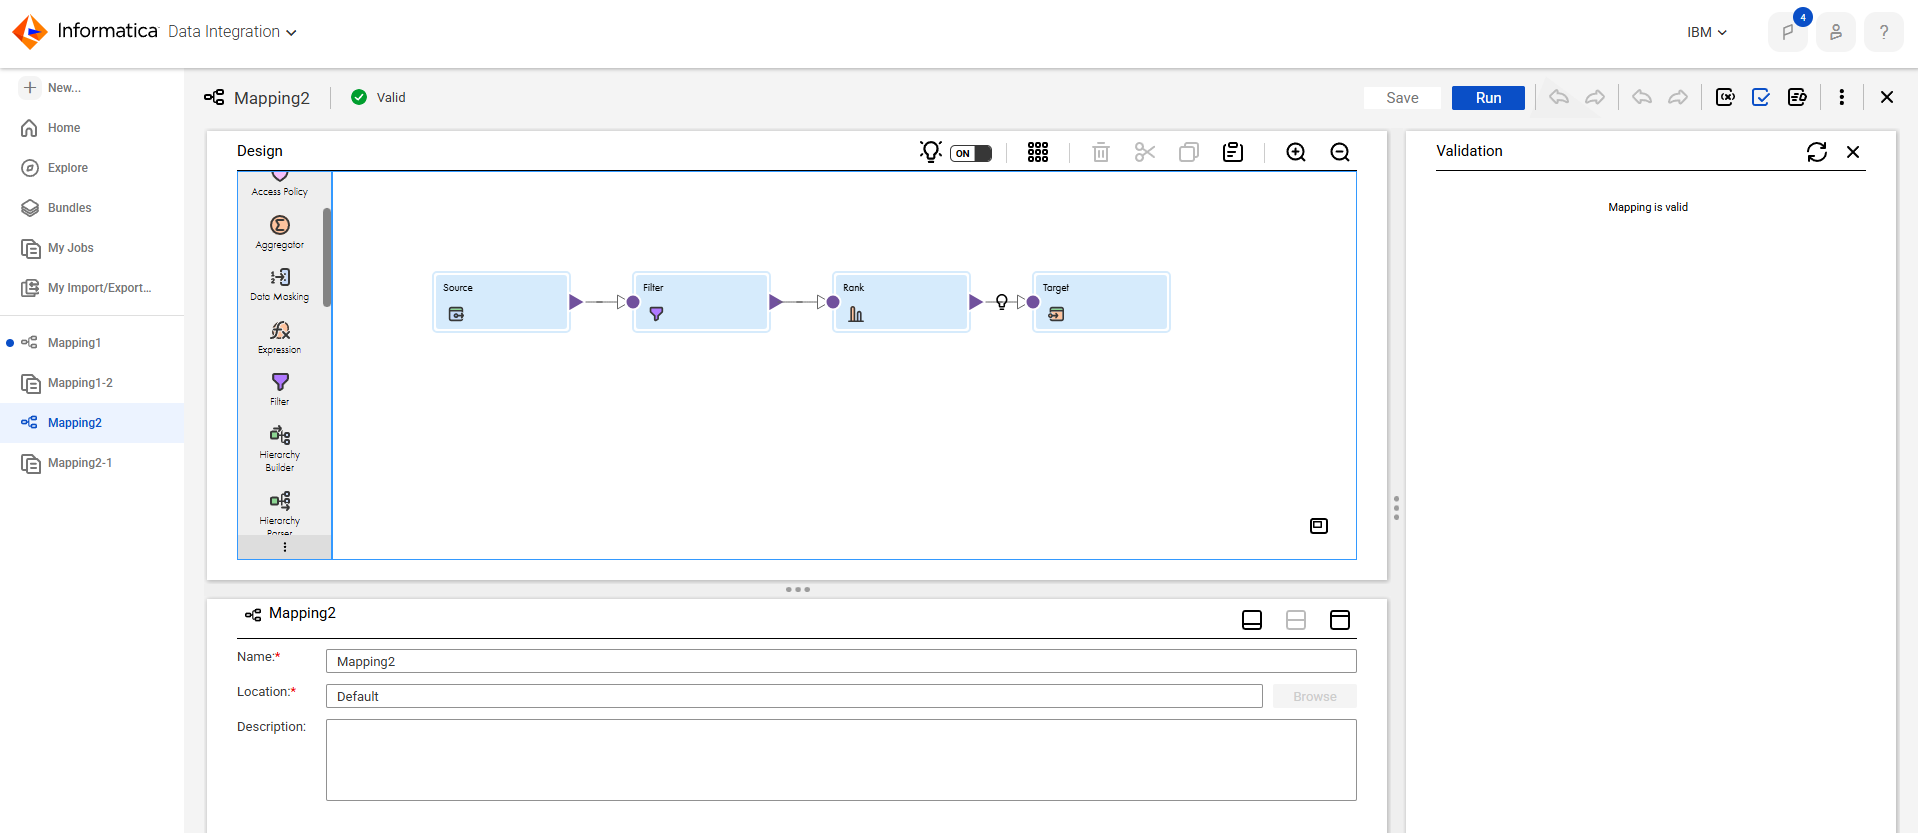 Informatica Data Integration
IBM
4
?
New...
Home
Explore
Bundles
My Jobs
My Import/Export...
Mapping1
Mapping1-2
Mapping2
Mapping2-1
Mapping2
Valid
Save
Run
Design
ON
Access Policy
Aggregator
Data Masking
Expression
Filter
Hierarchy
Builder
Hierarchy
Parser
Source
Filter
Rank
Target
Validation
Mapping is valid
Mapping2
Name:*
Mapping2
Location:*
Default
Browse
Description: